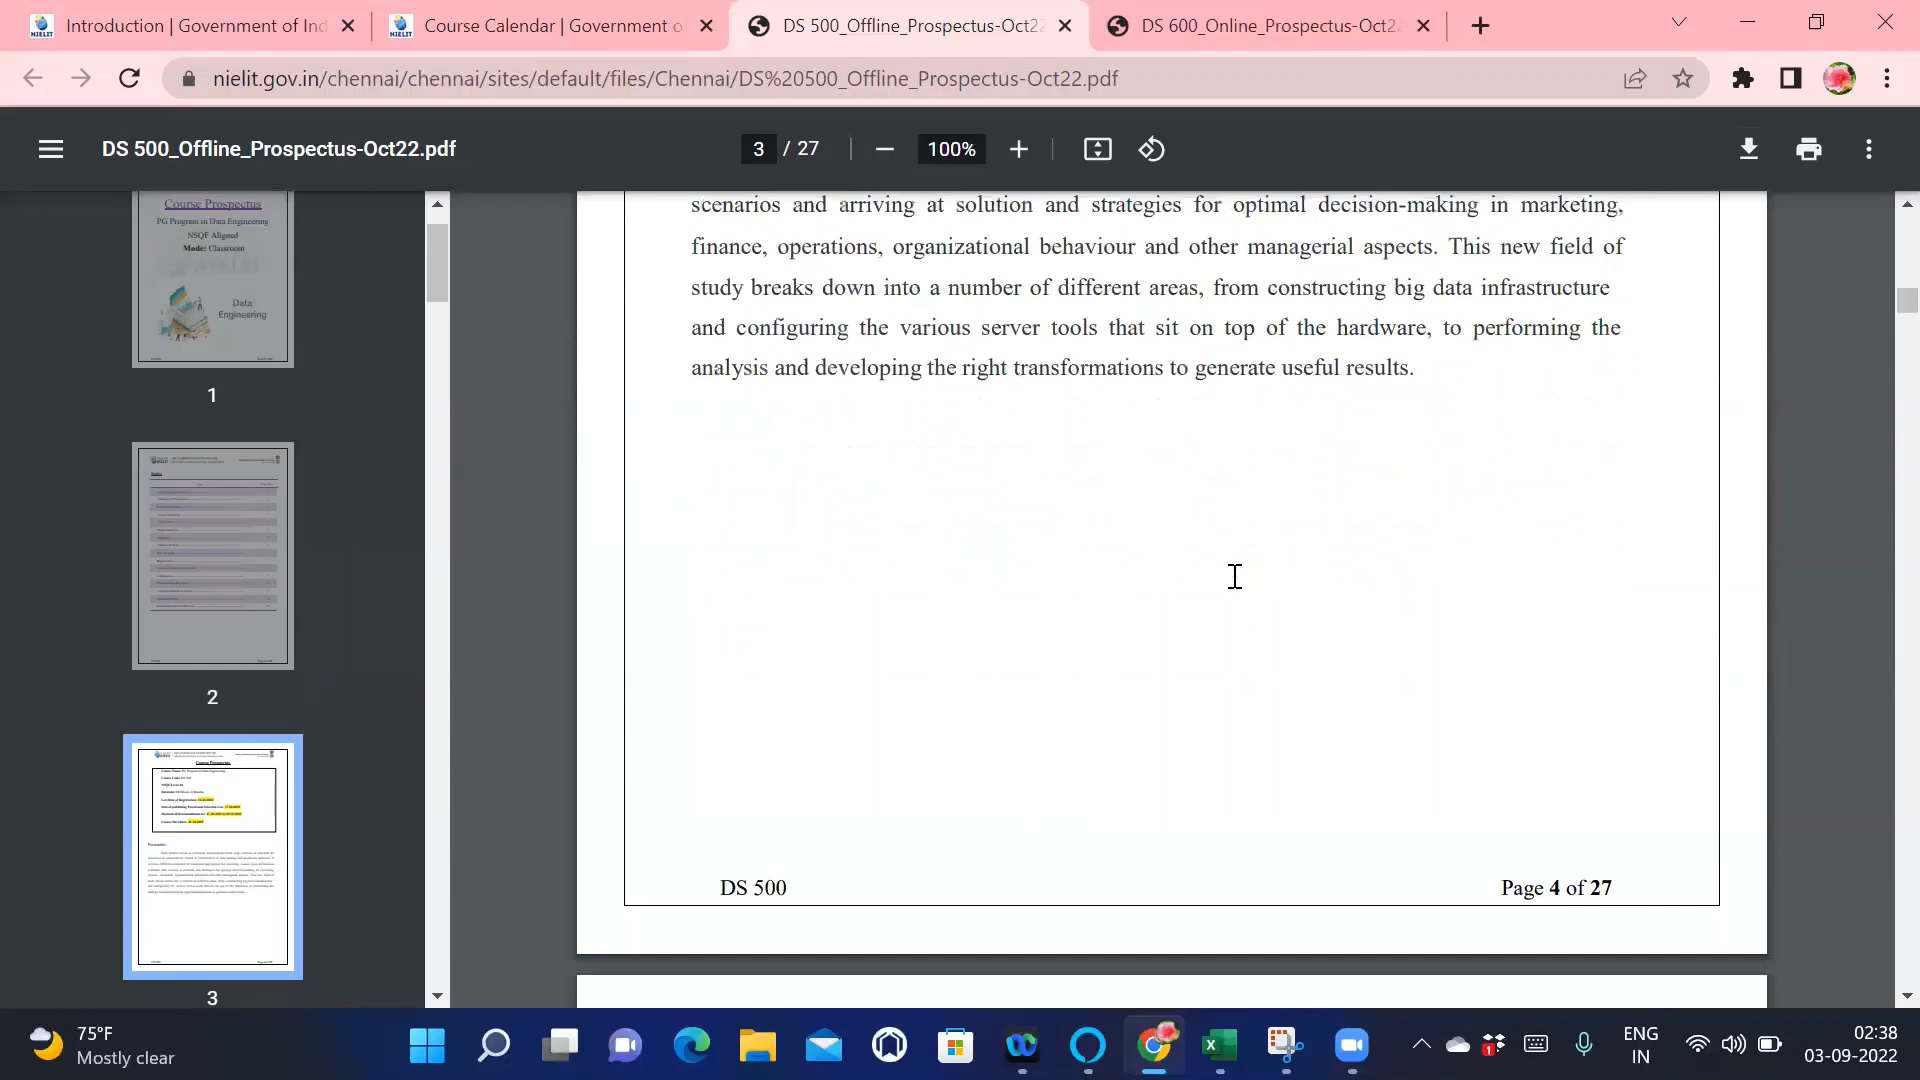 Introduction | Government of Ind
Course Calendar | Government o
DS 500_Offline_Prospectus-Oct22
DS 600_Online_Prospectus-Oct2
nielit.gov.in/chennai/chennai/sites/default/files/Chennai/DS%20500_Offline_Prospectus-Oct22.pdf
DS 500_Offline_Prospectus-Oct22.pdf
3 / 27
100%
Course Prospectus
PG Program in Data Engineering
NSQF Aligned
Mode: Classroom
Data
Engineering
1
2
Course Prospectus
3
scenarios and arriving at solution and strategies for optimal decision-making in marketing,
finance, operations, organizational behaviour and other managerial aspects. This new field of
study breaks down into a number of different areas, from constructing big data infrastructure
and configuring the various server tools that sit on top of the hardware, to performing the
analysis and developing the right transformations to generate useful results.
DS 500
Page 4 of 27
75°F
Mostly clear
1
ENG
IN
02:38
03-09-2022